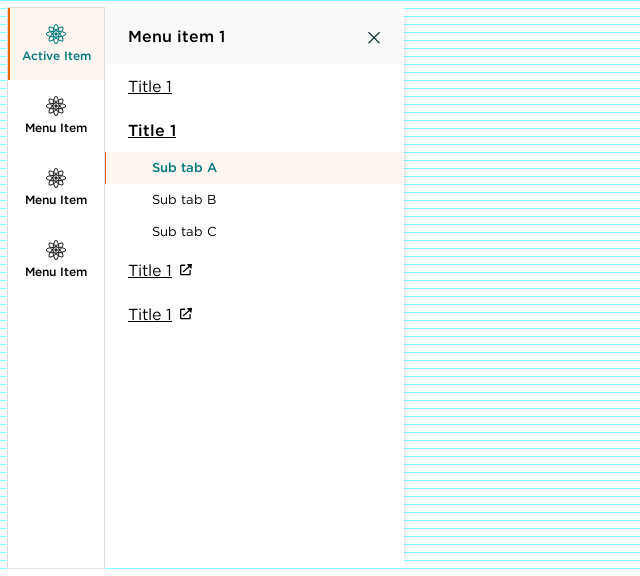 Active Item
Menu Item
Menu Item
Menu Item
Menu item 1
Title 1
Title 1
Sub tab A
Sub tab B
Sub tab C
Title 1
Title 1